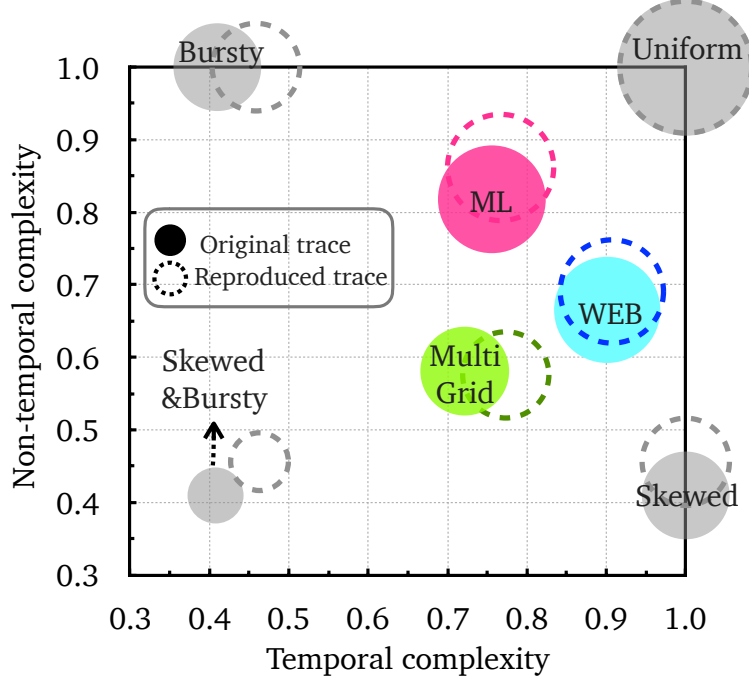 Bursty
Uniform
1.0
0.9
0.8
0.7
0.6
0.5
0.4
0.3
Non-temporal complexity
ML
Original trace
Reproduced trace
WEB
Multi
Grid
Skewed
&Bursty
Skewed
0.3 0.4 0.5 0.6 0.7 0.8 0.9 1.0
Temporal complexity